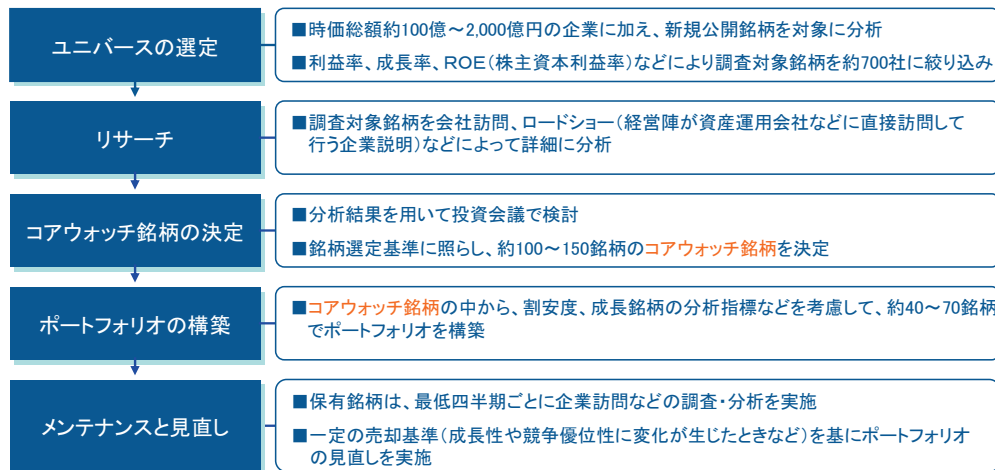 ユニバースの選定
■時価総額約100億～2,000億円の企業に加え、新規公開銘柄を対象に分析
■利益率、成長率、ROE(株主資本利益率)などにより調査対象銘柄を約700社に絞り込み
リサーチ
■調査対象銘柄を会社訪問、ロードショー(経営陣が資産運用会社などに直接訪問して
行う企業説明)などによって詳細に分析
コアウォッチ銘柄の決定
■分析結果を用いて投資会議で検討
■銘柄選定基準に照らし、約100～150銘柄のコアウォッチ銘柄を決定
ポートフォリオの構築
■コアウォッチ銘柄の中から、割安度、成長銘柄の分析指標などを考慮して、約40～70銘柄
でポートフォリオを構築
メンテナンスと見直し
■保有銘柄は、最低四半期ごとに企業訪問などの調査・分析を実施
■一定の売却基準(成長性や競争優位性に変化が生じたときなど)を基にポートフォリオ
の見直しを実施